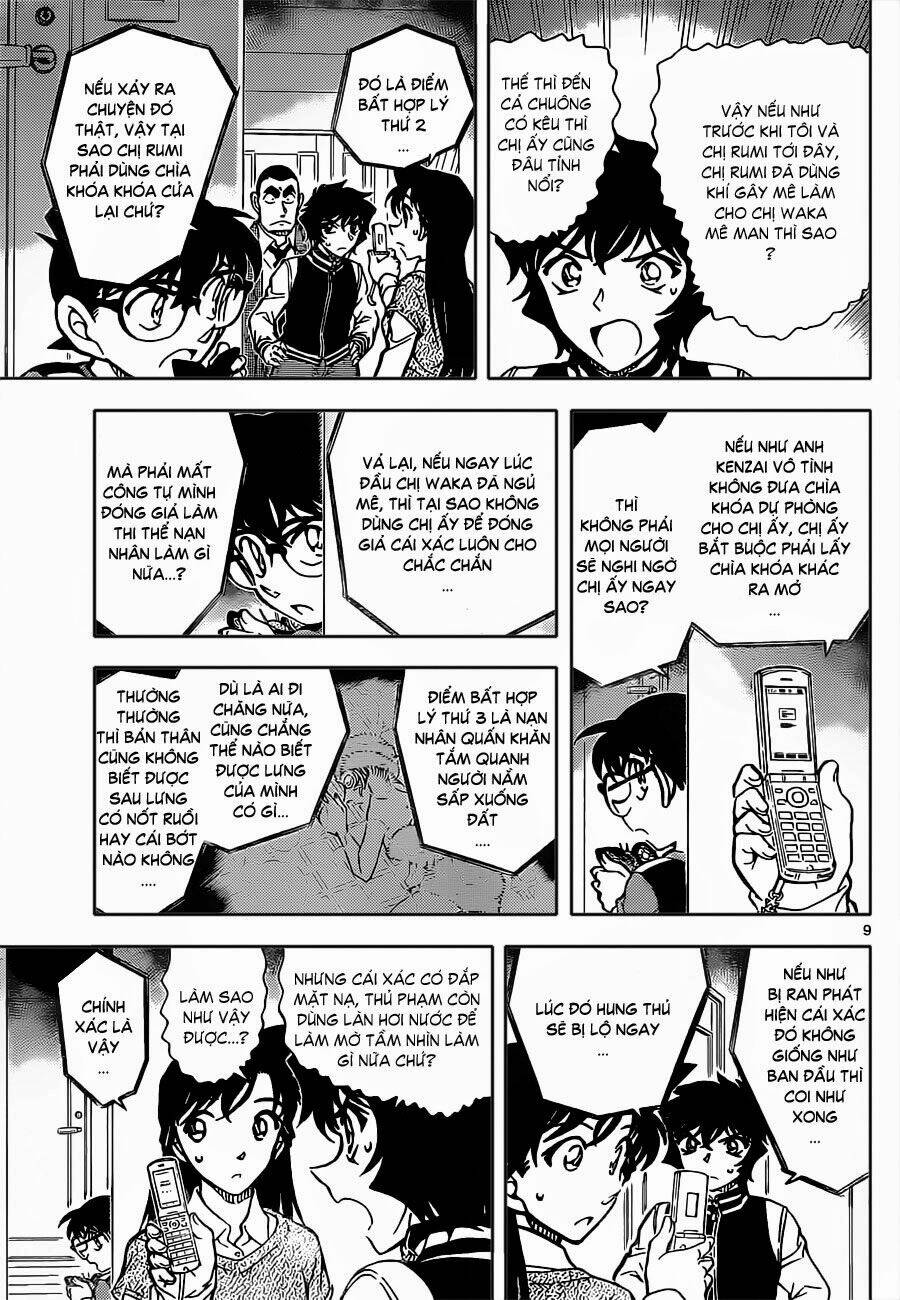 VẬY NẾU NHƯ
TRƯỚC KHI TÔI VÀ
CHỊ RUMI TỚI ĐÂY,
CHỊ RUMI ĐÃ DÙNG
KHÍ GÂY MÊ LÀM
CHO CHỊ WAKA
MÊ MAN THÌ SAO
?
THẾ THÌ ĐẾN
CẢ CHUÔNG
CÓ KÊU THÌ
CHỊ ẤY CŨNG
ĐÂU TỈNH
NỔI?
ĐÓ LÀ ĐIỂM
BẤT HỢP LÝ
THỨ 2
...
NẾU XẢY RA
CHUYỆN ĐÓ
THẬT, VẬY TẠI
SAO CHỊ RUMI
PHẢI DÙNG CHÌA
KHÓA KHÓA CỬA
LẠI CHỨ?
NẾU NHƯ ANH
KENZAI VÔ TÌNH
KHÔNG ĐƯA CHÌA
KHÓA DỰ PHÒNG
CHO CHỊ ẤY, CHỊ ẤY
BẮT BUỘC PHẢI LẤY
CHÌA KHÓA KHÁC
RA MỞ
...
THÌ
KHÔNG PHẢI
MỌI NGƯỜI
SẼ NGHI NGỜ
CHỊ ẤY NGAY
SAO?
VẢ LẠI, NẾU NGAY LÚC
ĐẦU CHỊ WAKA ĐÃ NGỦ
MÊ, THÌ TẠI SAO KHÔNG
DÙNG CHỊ ẤY ĐỂ ĐÓNG
GIẢ CÁI XÁC LUÔN CHO
CHẮC CHẮN
...
MÀ PHẢI MẤT
CÔNG TỰ MÌNH
ĐÓNG GIẢ LÀM
THI THỂ NẠN
NHÂN LÀM GÌ
NỮA...?
ĐIỂM BẤT HỢP
LÝ THỨ 3 LÀ NẠN
NHÂN QUẤN KHĂN
TẮM QUANH
NGƯỜI NẰM
SẤP XUỐNG
ĐẤT
....
DÙ LÀ AI ĐI
CHĂNG NỮA,
CŨNG CHẲNG
THỂ NÀO BIẾT
ĐƯỢC LƯNG
CỦA MÌNH
CÓ GÌ...
THƯỜNG
THƯỜNG
THÌ BẢN THÂN
CŨNG KHÔNG
BIẾT ĐƯỢC
SAU LƯNG
CÓ NỐT RUỒI
HAY CÁI BỚT
NÀO KHÔNG
....
9
NẾU NHƯ
BỊ RAN PHÁT
HIỆN CÁI XÁC
ĐÓ KHÔNG
GIỐNG NHƯ
BAN ĐẦU THÌ
COI NHƯ
XONG
...
LÚC ĐÓ HUNG THỦ
SẼ BỊ LỘ NGAY
...
NHƯNG CÁI XÁC CÓ ĐẮP
MẶT NẠ, THỦ PHẠM CÒN
DÙNG LÀN HƠI NƯỚC ĐỂ
LÀM MỜ TẦM NHÌN LÀM
GÌ NỮA CHỨ?
LÀM SAO
NHƯ VẬY
ĐƯỢC...?
CHÍNH
XÁC LÀ
VẬY
....